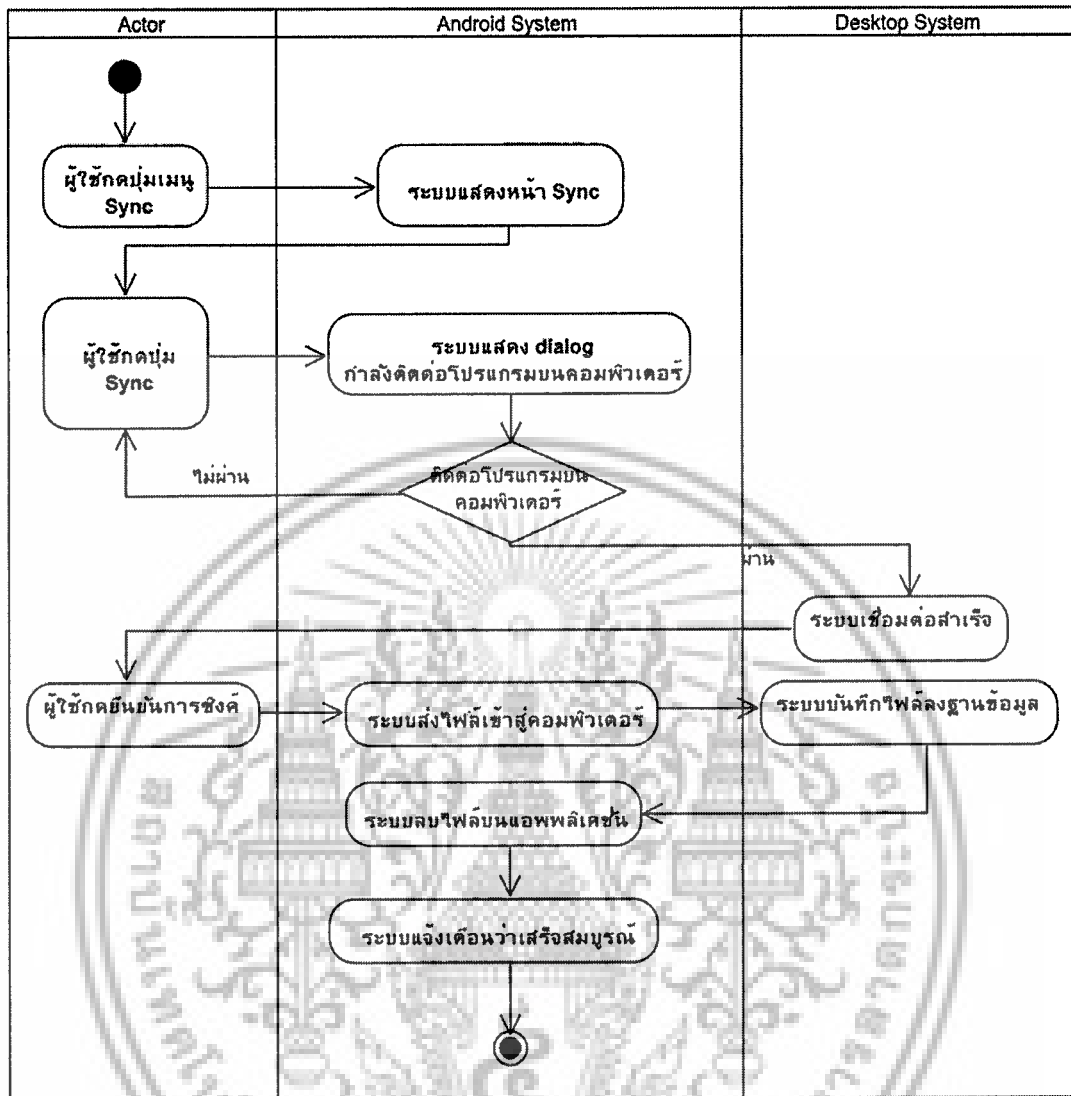 Actor
Android System
Desktop System
ผู้ใช้กดปุ่มเมนู
Sync
ระบบแสดงหน้า Sync
ผู้ใช้กดปุ่ม
Sync
ระบบแสดง dialog
กำลังติดต่อโปรแกรมบนคอมพิวเตอร์
ไม่ผ่าน
ติดต่อโปรแกรมบน
คอมพิวเตอร์
ผ่าน
ระบบเชื่อมต่อสำเร็จ
ผู้ใช้กดยืนยันการซิงค์
ระบบส่งไฟล์เข้าสู่คอมพิวเตอร์
ระบบบันทึกไฟล์ลงฐานข้อมูล
ระบบลบไฟล์บนแอพพลิเคชั่น
ระบบแจ้งเตือนว่าเสร็จสมบูรณ์